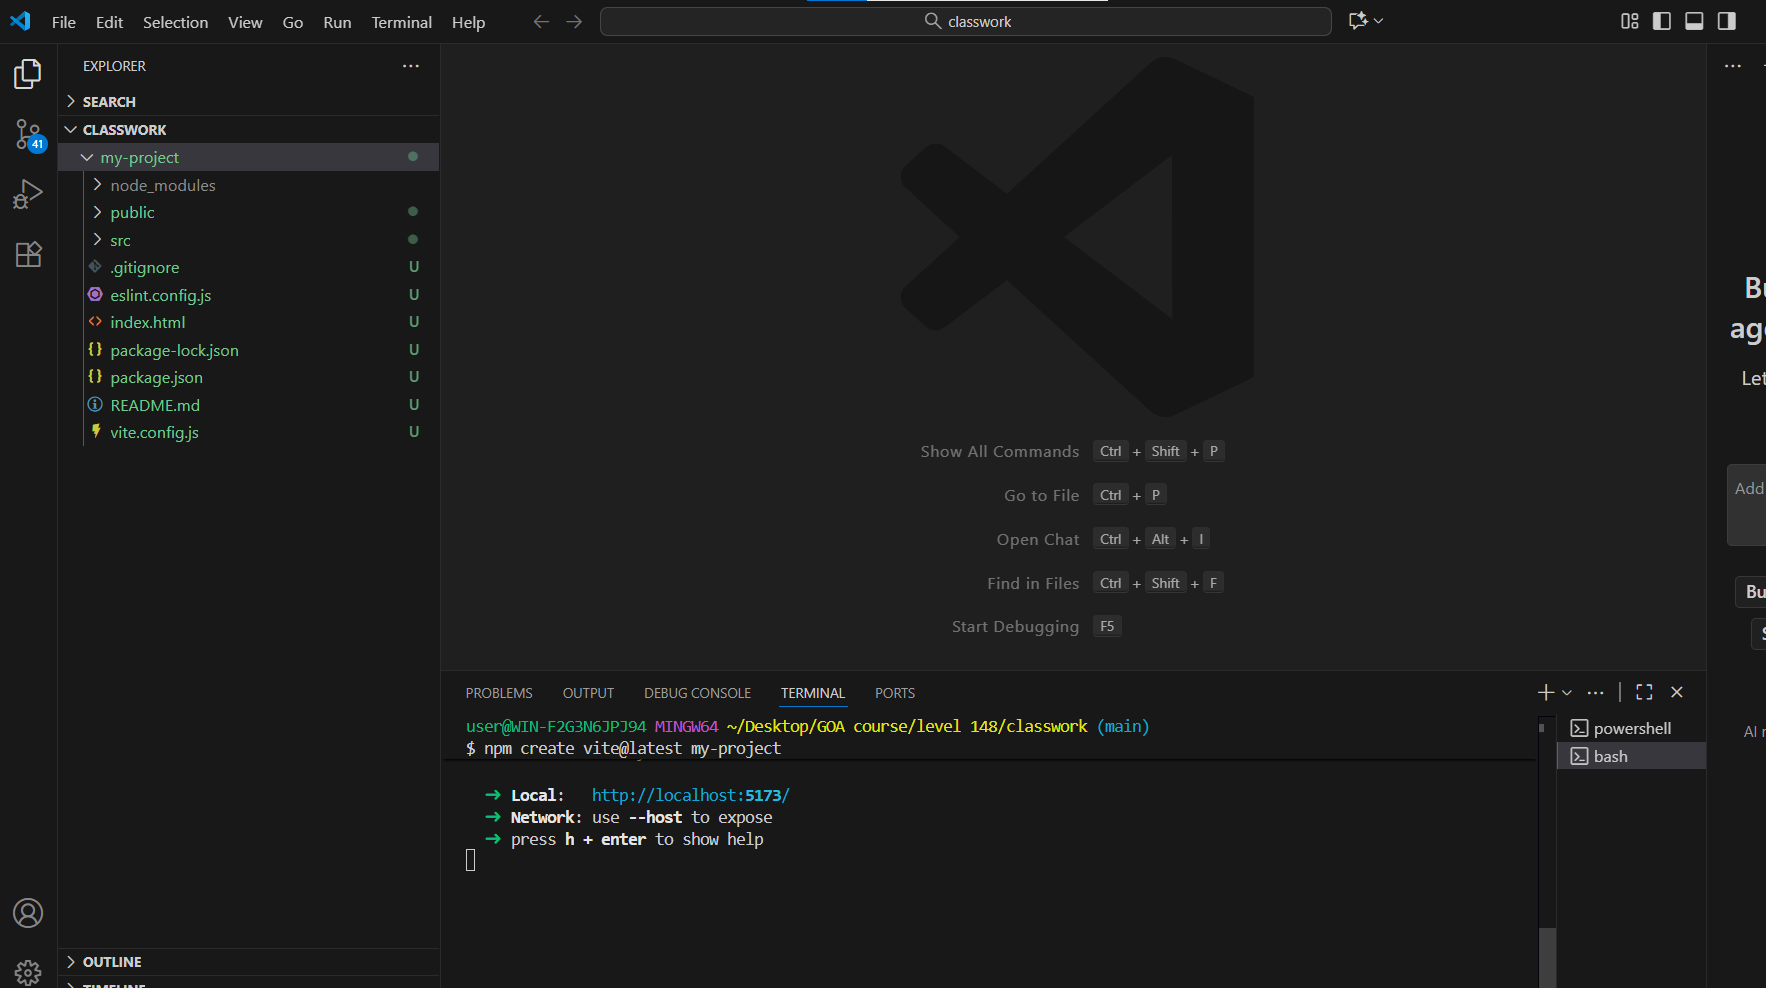 File Edit Selection View Go Run Terminal Help
classwork
EXPLORER
SEARCH
CLASSWORK
my-project
node_modules
public
src
.gitignore U
eslint.config.js U
index.html U
package-lock.json U
package.json U
README.md U
vite.config.js U
41
OUTLINE
TIMELINE
Show All Commands Ctrl + Shift + P
Go to File Ctrl + P
Open Chat Ctrl + Alt + I
Find in Files Ctrl + Shift + F
Start Debugging F5
PROBLEMS OUTPUT DEBUG CONSOLE TERMINAL PORTS
user@WIN-F2G3N6JPJ94 MINGW64 ~/Desktop/GOA course/level 148/classwork (main)
$ npm create vite@latest my-project
➜ Local: http://localhost:5173/
➜ Network: use --host to expose
➜ press h + enter to show help
powershell
bash
Bu
ag
Let
Add
Bu
AI